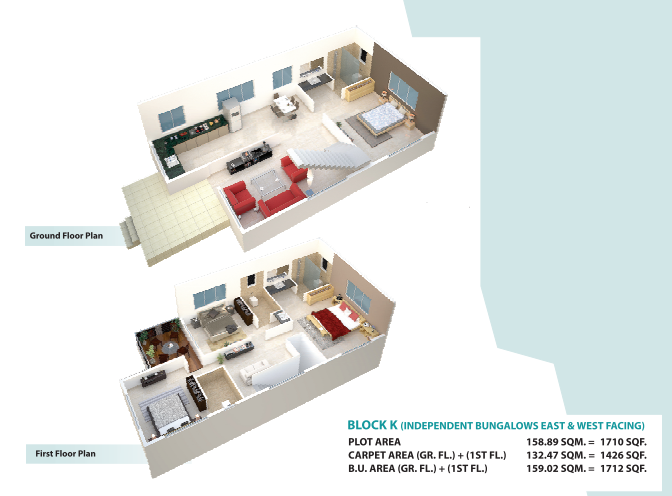 Ground Floor Plan
First Floor Plan
BLOCK K (INDEPENDENT BUNGALOWS EAST & WEST FACING)
PLOT AREA 158.89 SQM. = 1710 SQF.
CARPET AREA (GR. FL.) + (1ST FL.) 132.47 SQM. = 1426 SQF.
B.U. AREA (GR. FL.) + (1ST FL.) 159.02 SQM. = 1712 SQF.